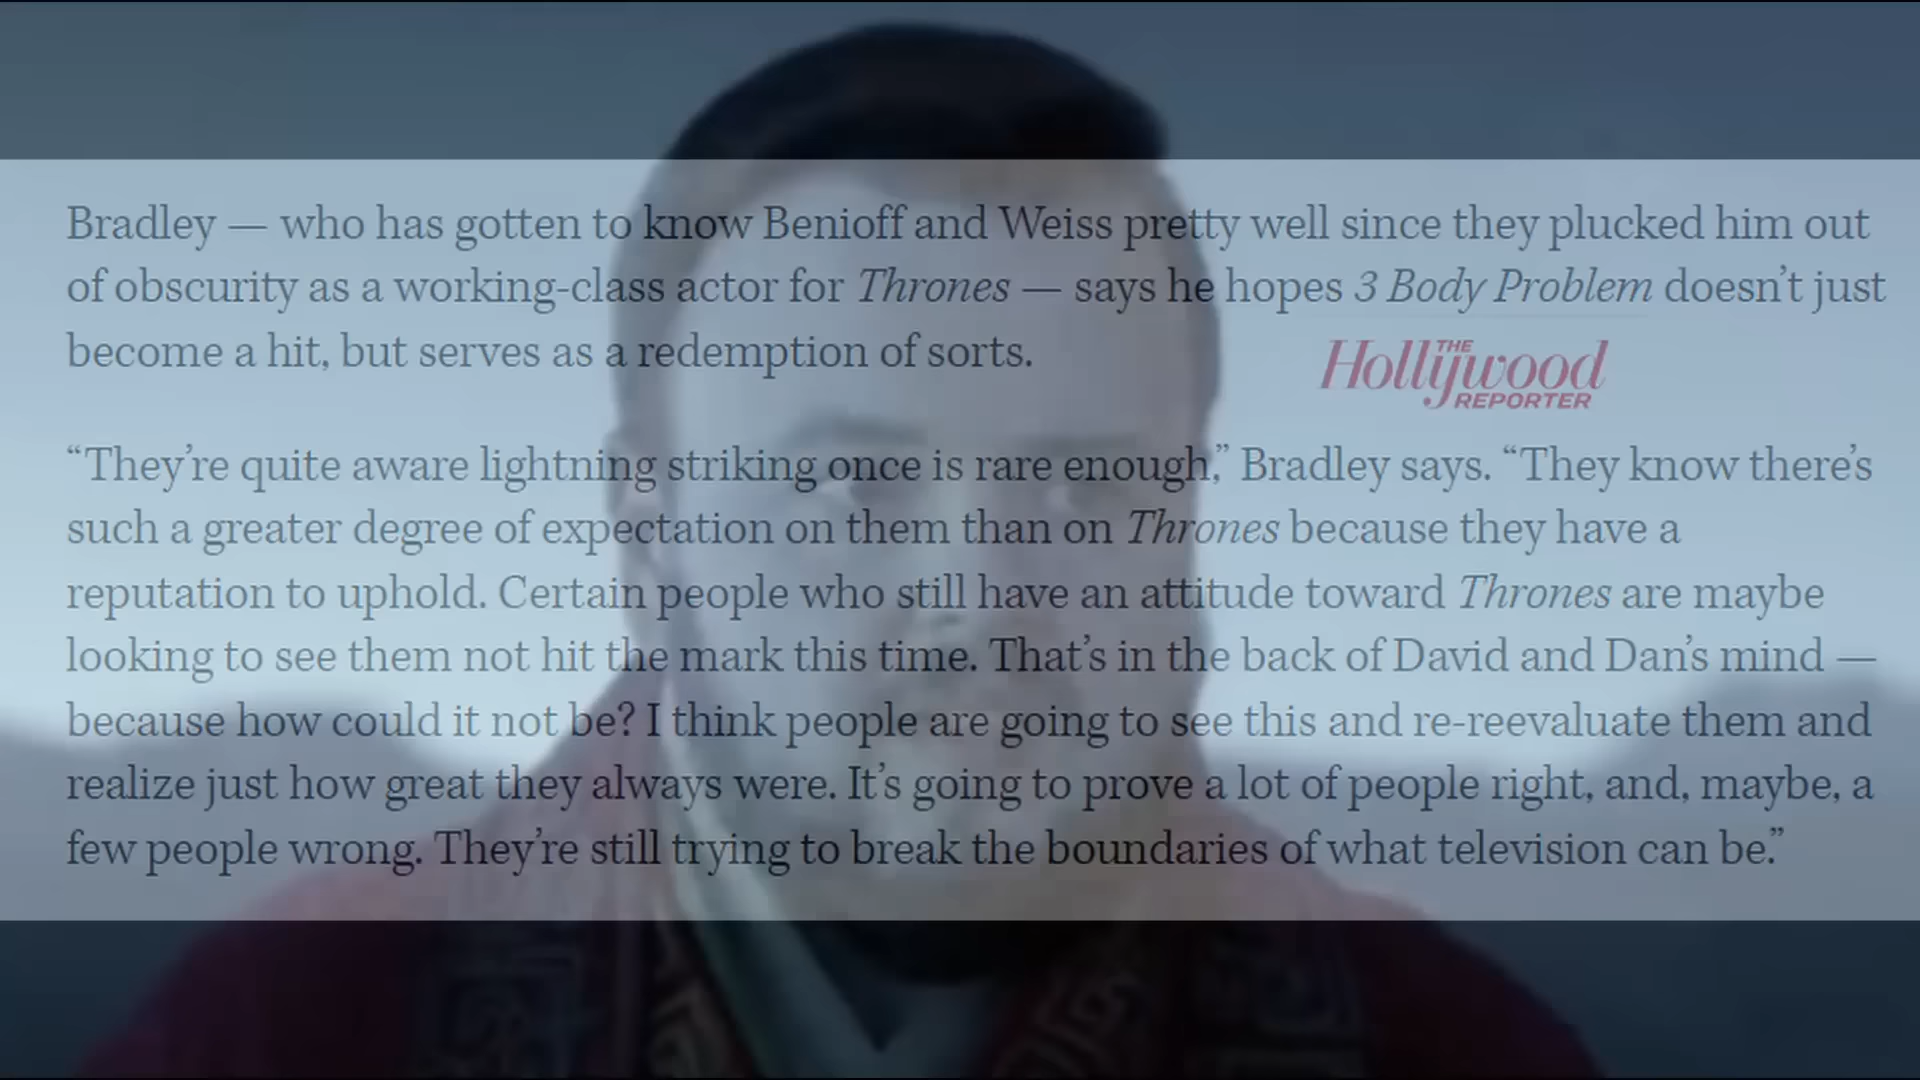 Bradley — who has gotten to know Benioff and Weiss pretty well since they plucked him out
of obscurity as a working-class actor for Thrones — says he hopes 3 Body Problem doesn’t just
become a hit, but serves as a redemption of sorts.
THE
Hollywood
REPORTER
“They’re quite aware lightning striking once is rare enough,” Bradley says. “They know there’s
such a greater degree of expectation on them than on Thrones because they have a
reputation to uphold. Certain people who still have an attitude toward Thrones are maybe
looking to see them not hit the mark this time. That’s in the back of David and Dan’s mind —
because how could it not be? I think people are going to see this and re-reevaluate them and
realize just how great they always were. It’s going to prove a lot of people right, and, maybe, a
few people wrong. They’re still trying to break the boundaries of what television can be.”